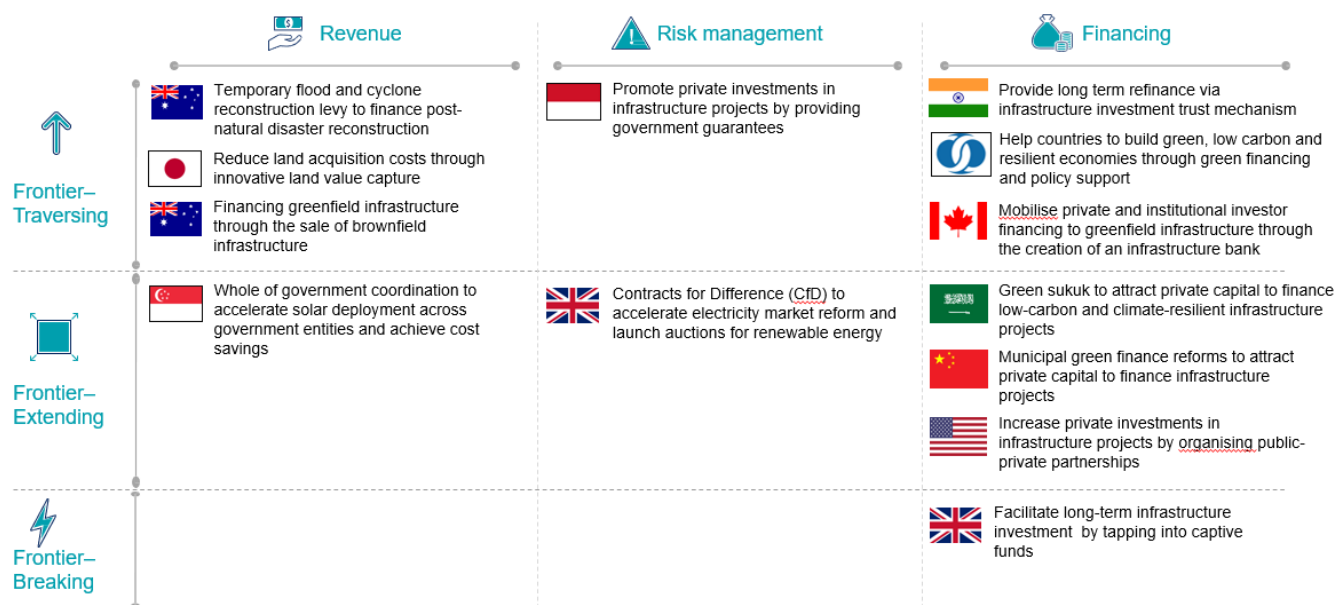 Revenue
Risk management
Financing
Frontier–
Traversing
Temporary flood and cyclone
reconstruction levy to finance post-
natural disaster reconstruction
Reduce land acquisition costs through
innovative land value capture
Financing greenfield infrastructure
through the sale of brownfield
infrastructure
Promote private investments in
infrastructure projects by providing
government guarantees
Provide long term refinance via
infrastructure investment trust mechanism
Help countries to build green, low carbon and
resilient economies through green financing
and policy support
Mobilise private and institutional investor
financing to greenfield infrastructure through
the creation of an infrastructure bank
Frontier–
Extending
Whole of government coordination to
accelerate solar deployment across
government entities and achieve cost
savings
Contracts for Difference (CfD) to
accelerate electricity market reform and
launch auctions for renewable energy
Green sukuk to attract private capital to finance
low-carbon and climate-resilient infrastructure
projects
Municipal green finance reforms to attract
private capital to finance infrastructure
projects
Increase private investments in
infrastructure projects by organising public-
private partnerships
Frontier–
Breaking
Facilitate long-term infrastructure
investment  by tapping into captive
funds